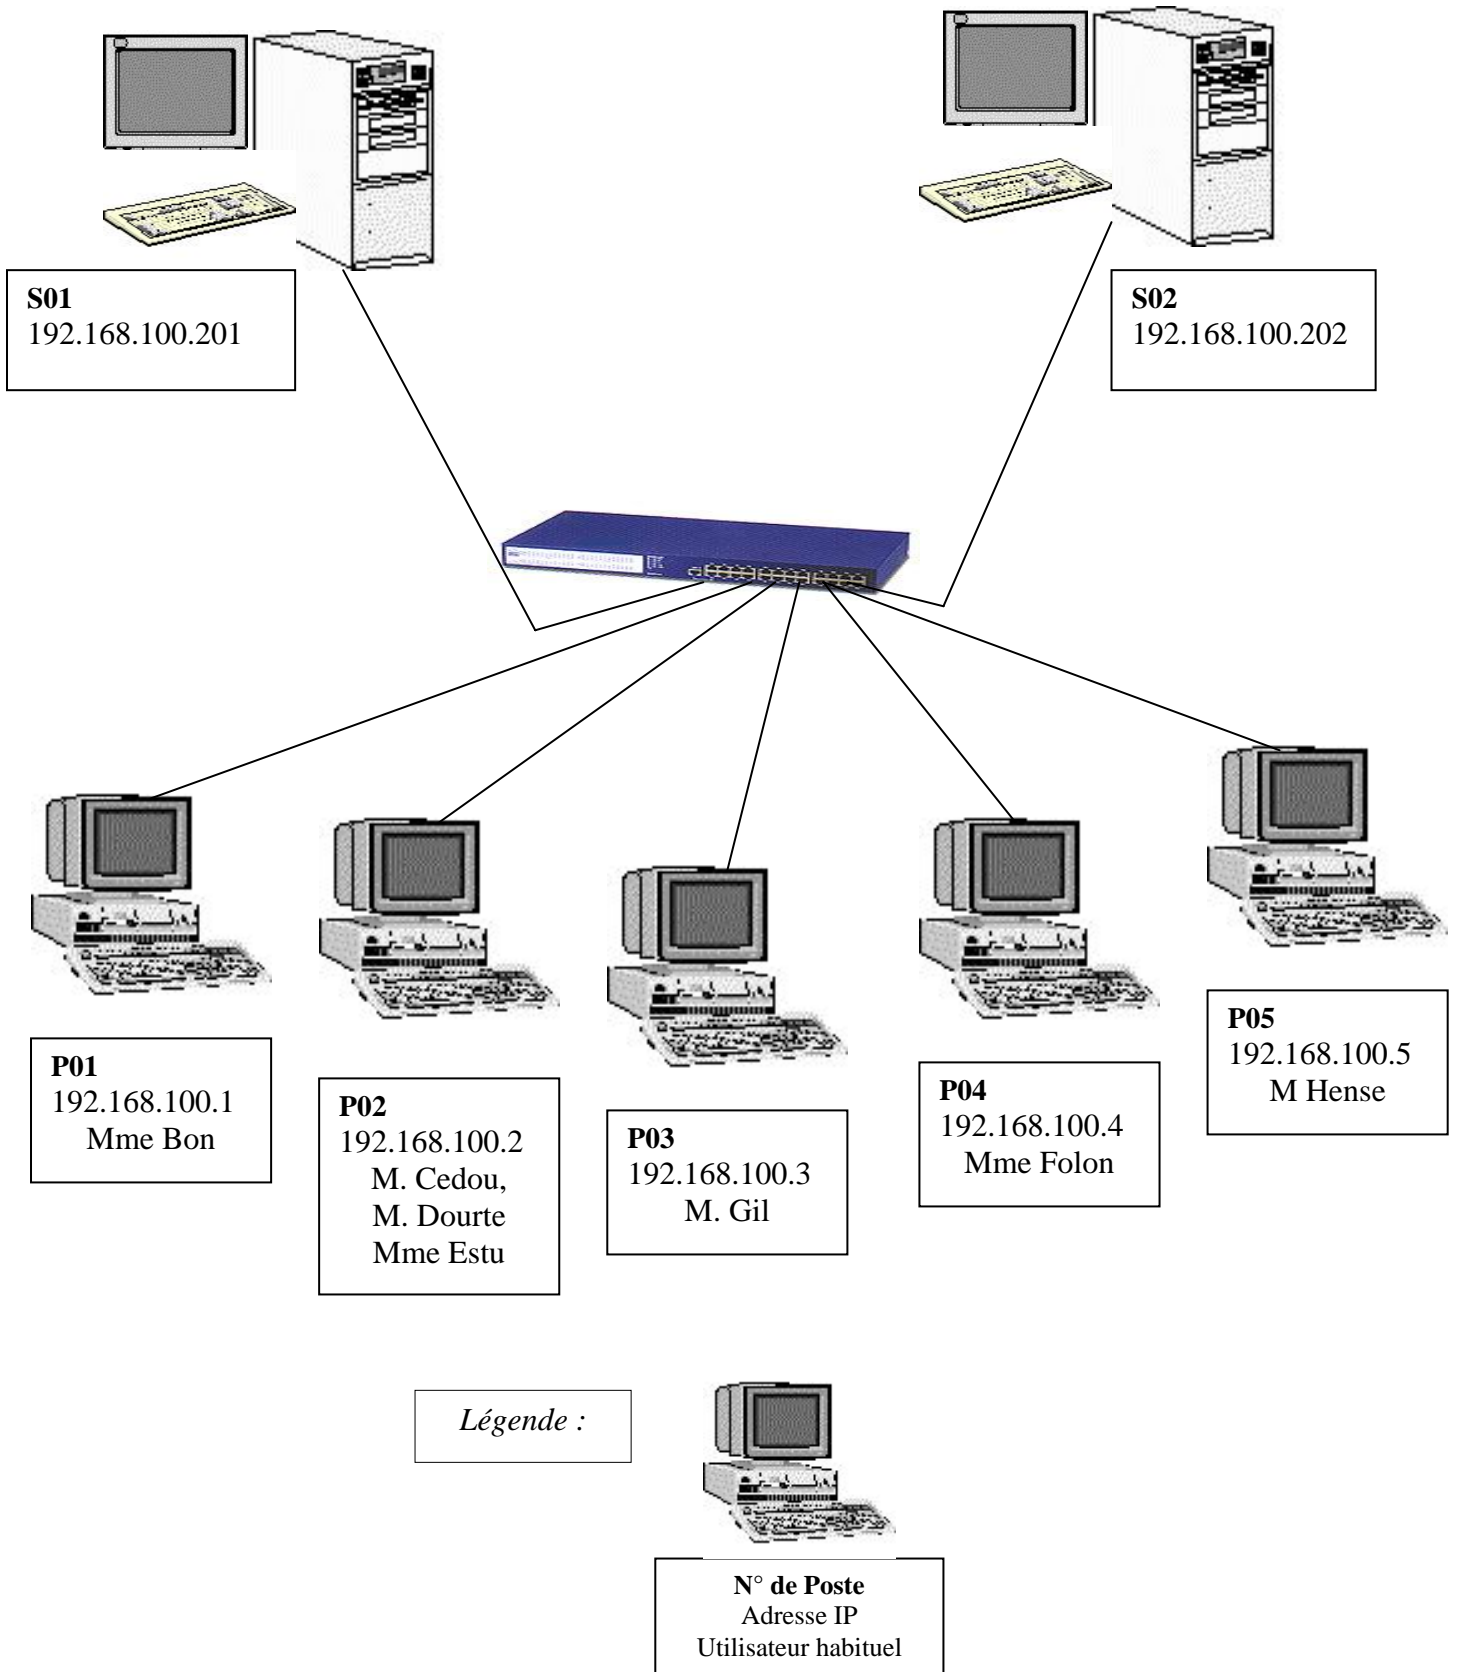 S01
192.168.100.201
S02
192.168.100.202
P01
192.168.100.1
Mme Bon
P02
192.168.100.2
M. Cedou,
M. Dourte
Mme Estu
P03
192.168.100.3
M. Gil
P04
192.168.100.4
Mme Folon
P05
192.168.100.5
M Hense
Légende :
N° de Poste
Adresse IP
Utilisateur habituel